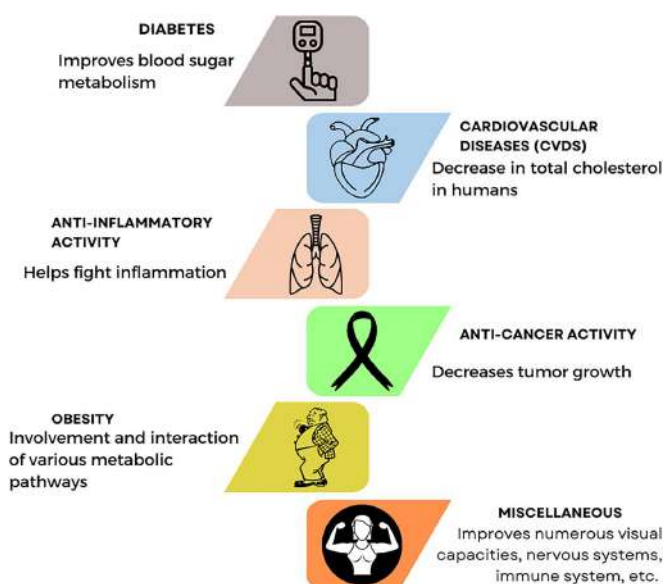 DIABETES
Improves blood sugar
metabolism
CARDIOVASCULAR
DISEASES (CVDS)
Decrease in total cholesterol
in humans
ANTI-INFLAMMATORY
ACTIVITY
Helps fight inflammation
ANTI-CANCER ACTIVITY
Decreases tumor growth
OBESITY
Involvement and interaction
of various metabolic
pathways
MISCELLANEOUS
Improves numerous visual
capacities, nervous systems,
immune system, etc.